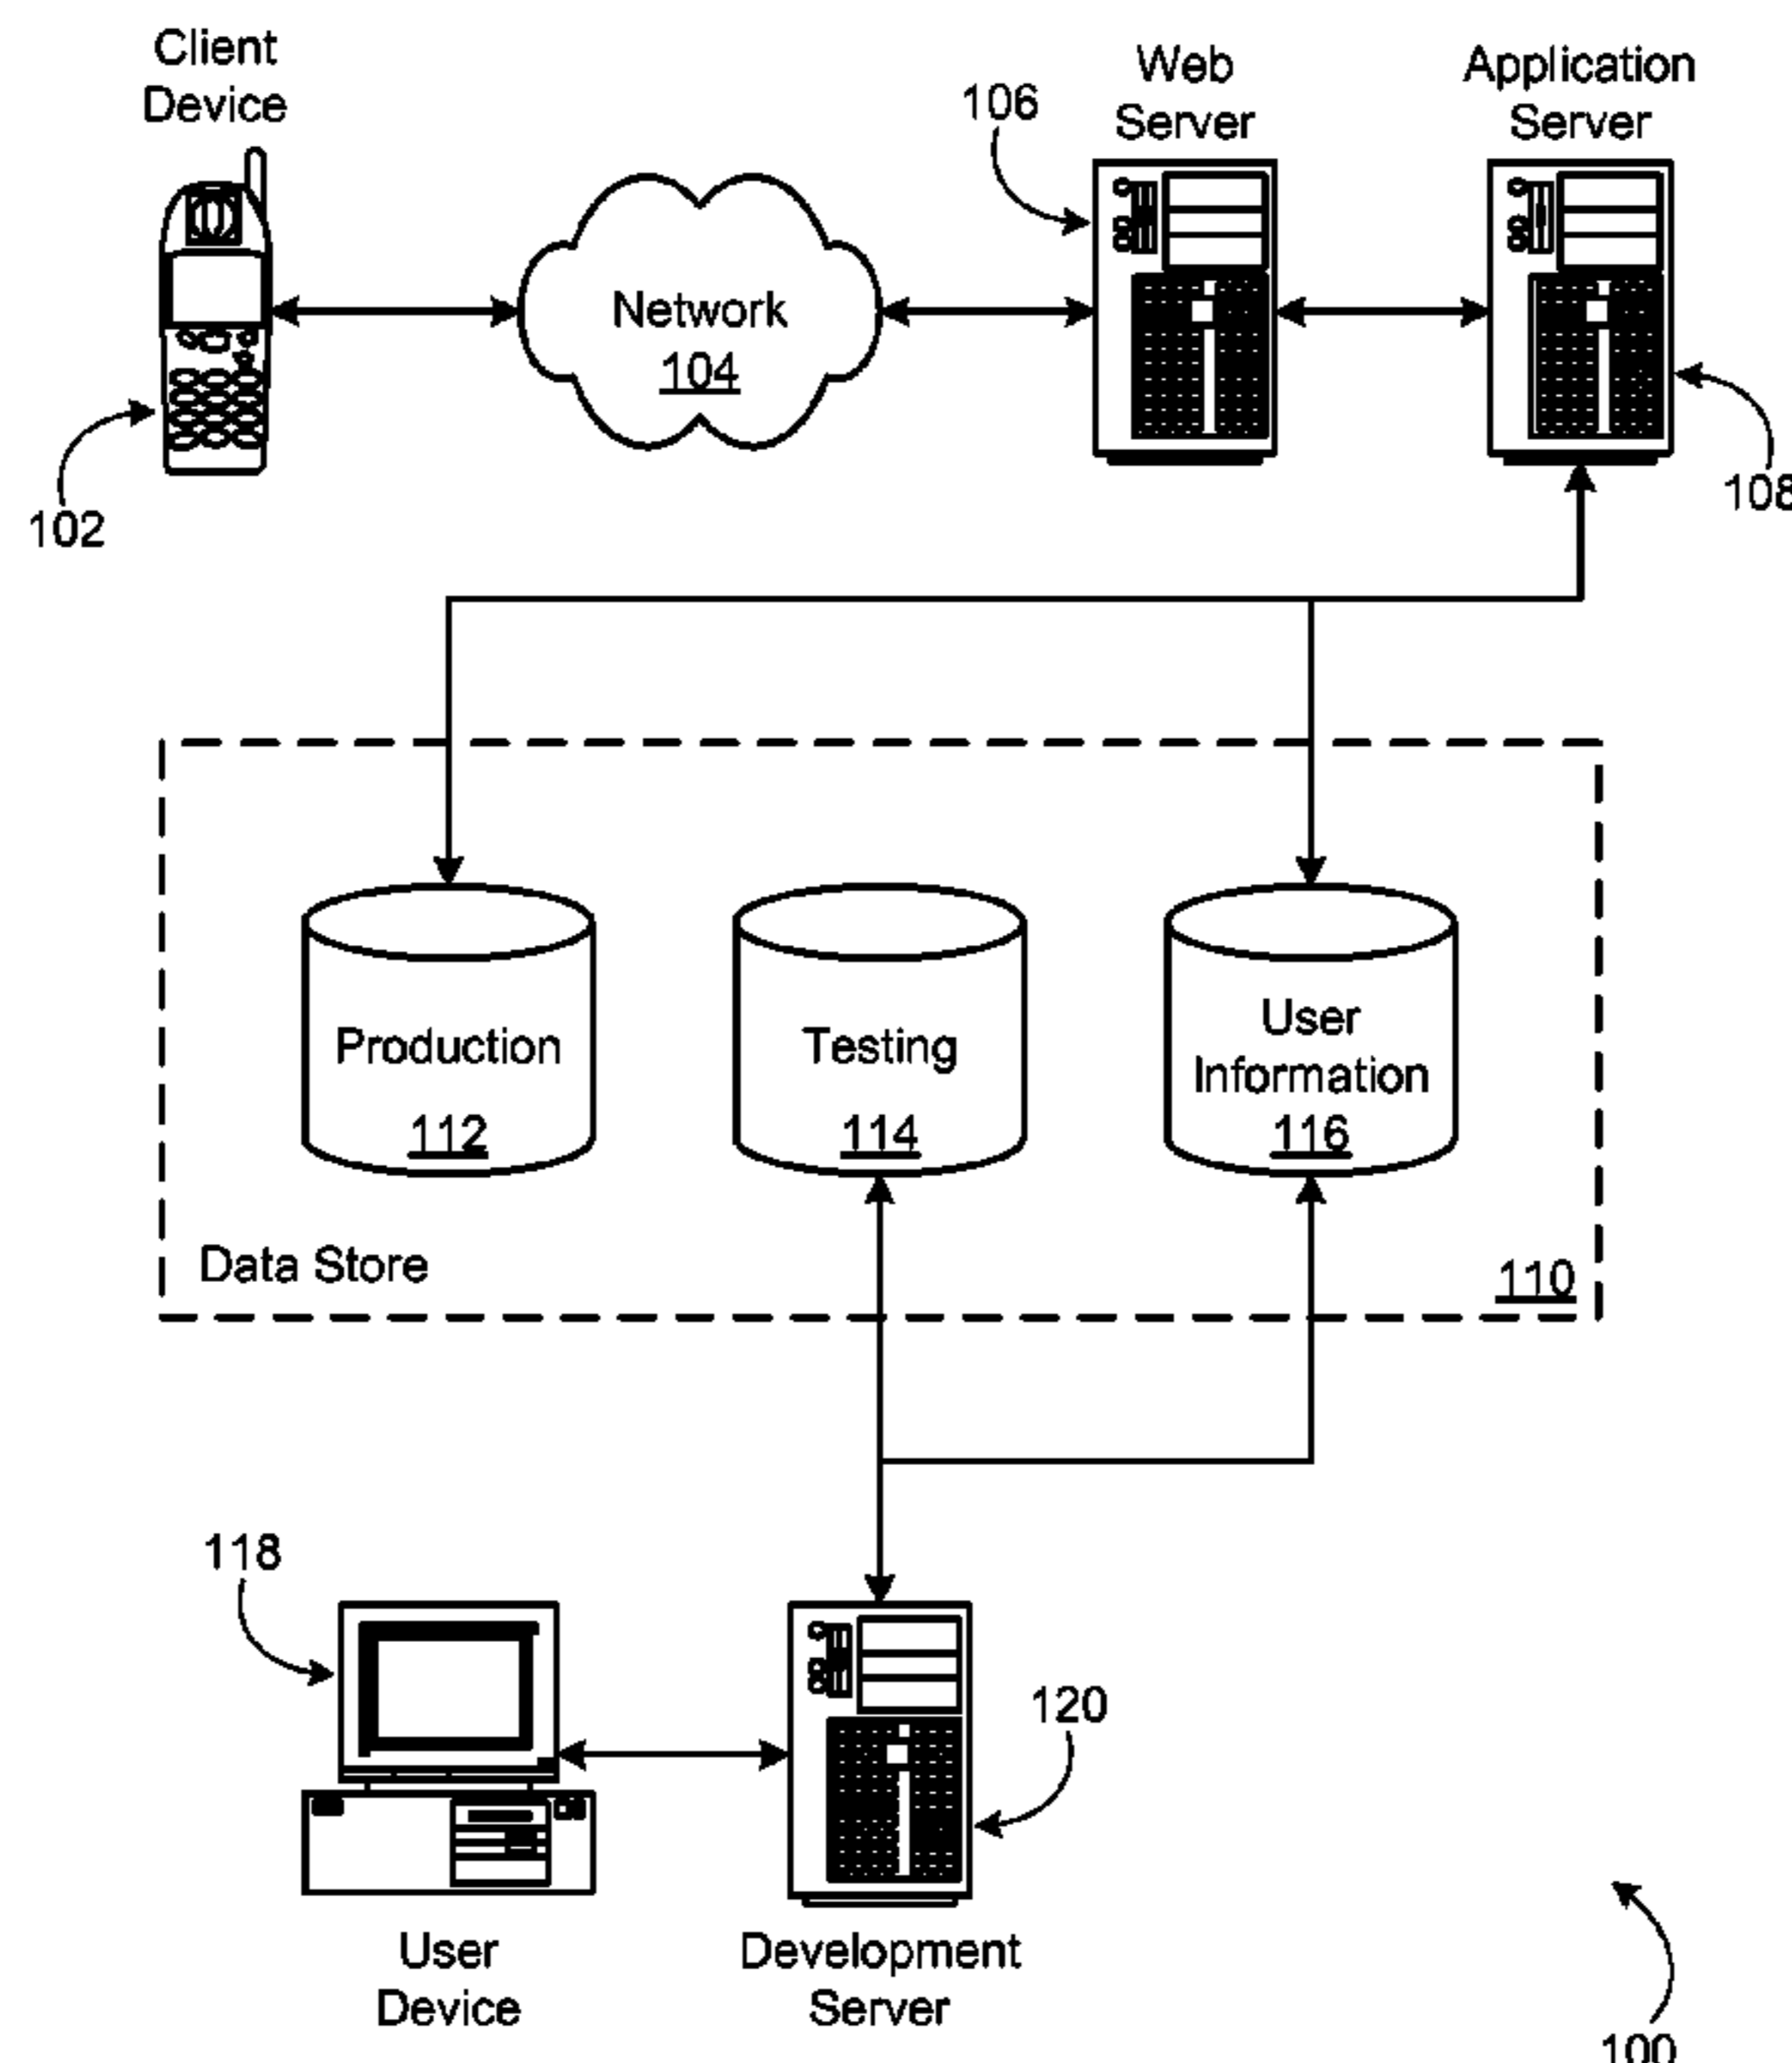 Client
Device
Web
Server
Application
Server
106
Network
104
102
108
Production
112
Testing
114
User
Information
116
Data Store
110
118
120
User
Device
Development
Server
100